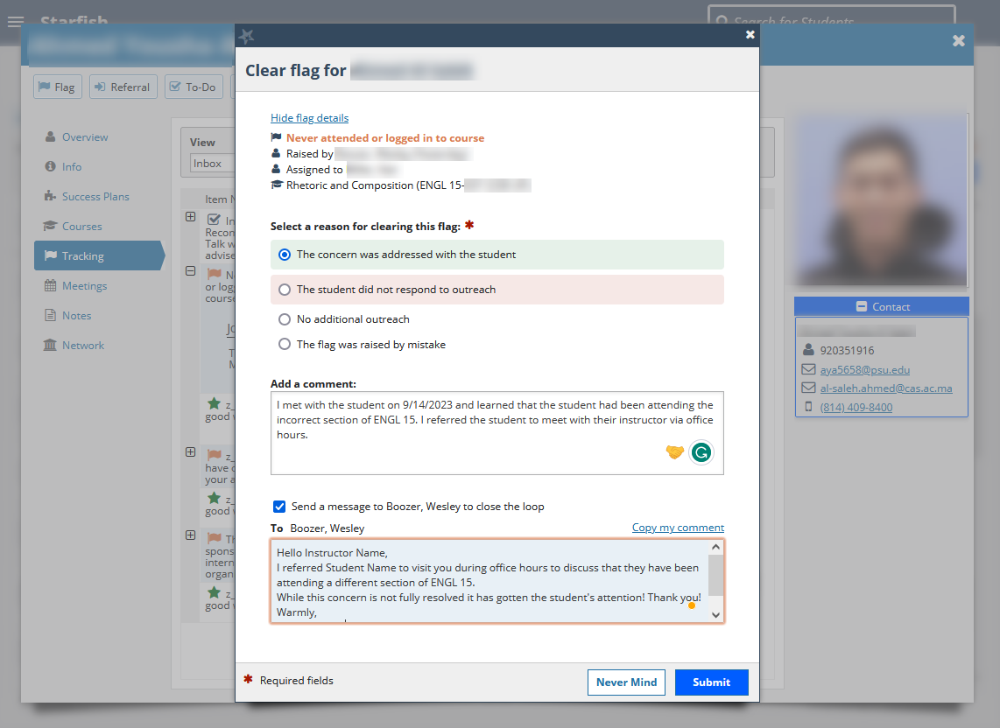 Starfish
Search for Students
Clear flag for
Flag
Referral
To-Do
Overview
Info
Success Plans
Courses
Tracking
Meetings
Notes
Network
View
Inbox
Item
In
Recon
Talk w
advise
or logg
course
Jo
T
M
z_
good
z_
have
your a
z_
good
Th
spons
intern
organ
z_
good
Hide flag details
Never attended or logged in to course
Raised by
Assigned to
Rhetoric and Composition (ENGL 15-
Select a reason for clearing this flag: *
The concern was addressed with the student
The student did not respond to outreach
No additional outreach
The flag was raised by mistake
Add a comment:
I met with the student on 9/14/2023 and learned that the student had been attending the
incorrect section of ENGL 15. I referred the student to meet with their instructor via office
hours.
Send a message to Boozer, Wesley to close the loop
To Boozer, Wesley
Copy my comment
Hello Instructor Name,
I referred Student Name to visit you during office hours to discuss that they have been
attending a different section of ENGL 15.
While this concern is not fully resolved it has gotten the student's attention! Thank you!
Warmly,
* Required fields
Never Mind
Submit
Contact
920351916
aya5658@psu.edu
al-saleh.ahmed@cas.ac.ma
(814) 409-8400